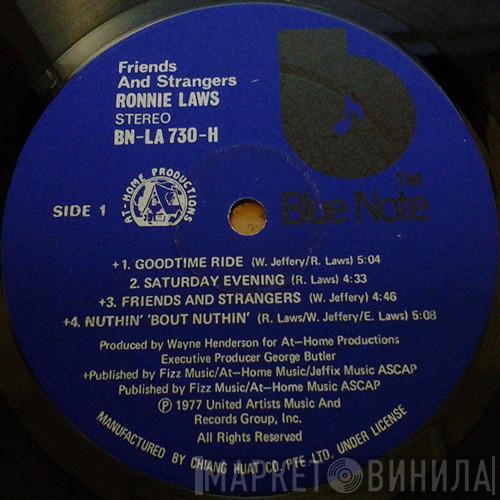 Friends
And Strangers
RONNIE LAWS
STEREO
BN-LA 730-H
AT-HOME PRODUCTIONS
SIDE 1
b
TM
Blue Note
+1. GOODTIME RIDE (W. Jeffery/R. Laws) 5:04
2. SATURDAY EVENING (R. Laws) 4:33
+3. FRIENDS AND STRANGERS (W. Jeffery) 4:46
+4. NUTHIN' 'BOUT NUTHIN' (R. Laws/W. Jeffery/E. Laws) 5:08
Produced by Wayne Henderson for At-Home Productions
Executive Producer George Butler
+Published by Fizz Music/At-Home Music/Jeffix Music ASCAP
Published by Fizz Music/At-Home Music ASCAP
℗ 1977 United Artists Music And
Records Group, Inc.
All Rights Reserved
MANUFACTURED BY CHIANG HUAT CO. PTE. LTD. UNDER LICENSE
МАРКЕТ ВИНИЛА